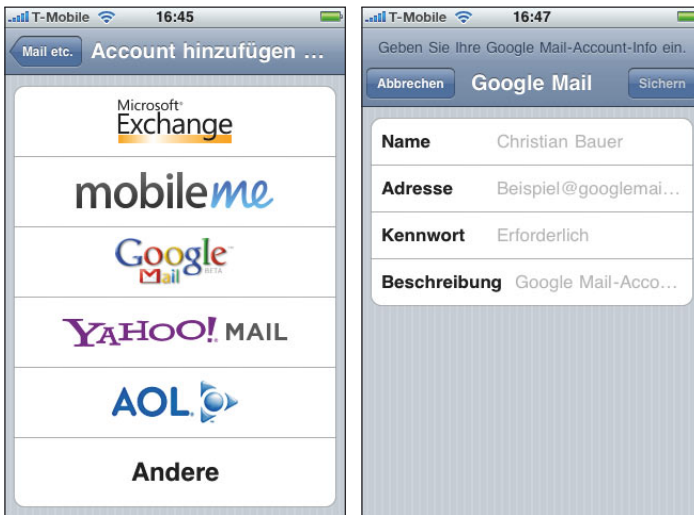 T-Mobile 16:45
Mail etc. Account hinzufügen ...
Microsoft®
Exchange
mobileme
Google™
Mail BETA
YAHOO! MAIL
AOL
Andere
T-Mobile 16:47
Geben Sie Ihre Google Mail-Account-Info ein.
Abbrechen Google Mail Sichern
Name Christian Bauer
Adresse Beispiel@googlemai...
Kennwort Erforderlich
Beschreibung Google Mail-Acco...